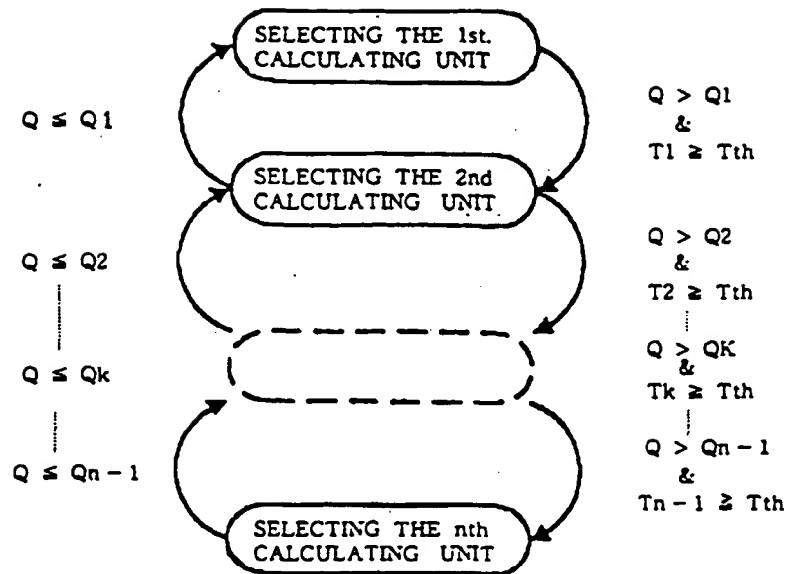 SELECTING THE 1st.
CALCULATING UNIT
Q ≦ Q1
Q > Q1
&
T1 ≧ Tth
SELECTING THE 2nd
CALCULATING UNIT
Q ≦ Q2
Q > Q2
&
T2 ≧ Tth
Q ≦ Qk
Q > QK
&
Tk ≧ Tth
Q ≦ Qn-1
Q > Qn-1
&
Tn-1 ≧ Tth
SELECTING THE nth
CALCULATING UNIT